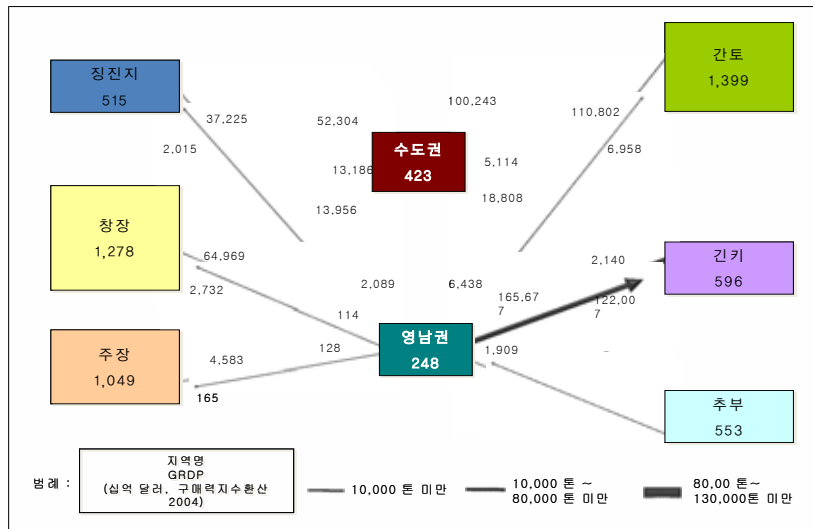 징진지
515
간토
1,399
37,225
52,304
100,243
110,802
2,015
수도권
423
13,186
5,114
6,958
13,956
18,808
창장
1,278
64,969
2,732
2,140
긴키
596
2,089
6,438
165,67
7
122,00
7
114
영남권
248
128
1,909
주장
1,049
4,583
165
추부
553
범례 :
지역명
GRDP
(십억 달러, 구매력지수환산
2004)
10,000 톤 미만
10,000 톤 ~
80,000 톤 미만
80,00 톤~
130,000톤 미만